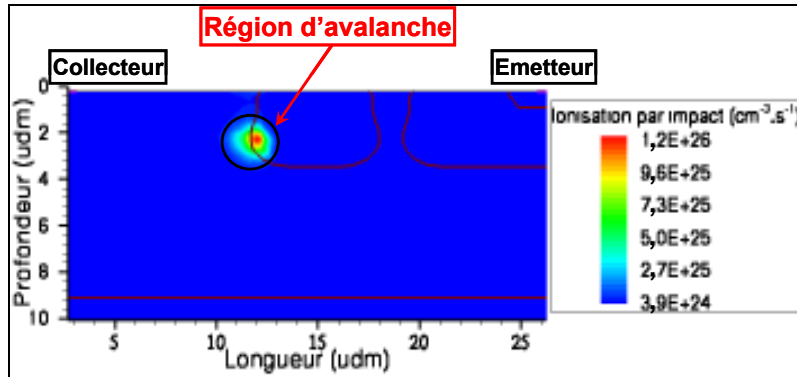 Région d’avalanche
Collecteur
Emetteur
0
2
4
6
8
10
Profondeur (udm)
5
10
15
20
25
Longueur (udm)
Ionisation par impact (cm⁻³.s⁻¹)
1,2E+26
9,6E+25
7,3E+25
5,0E+25
2,7E+25
3,9E+24